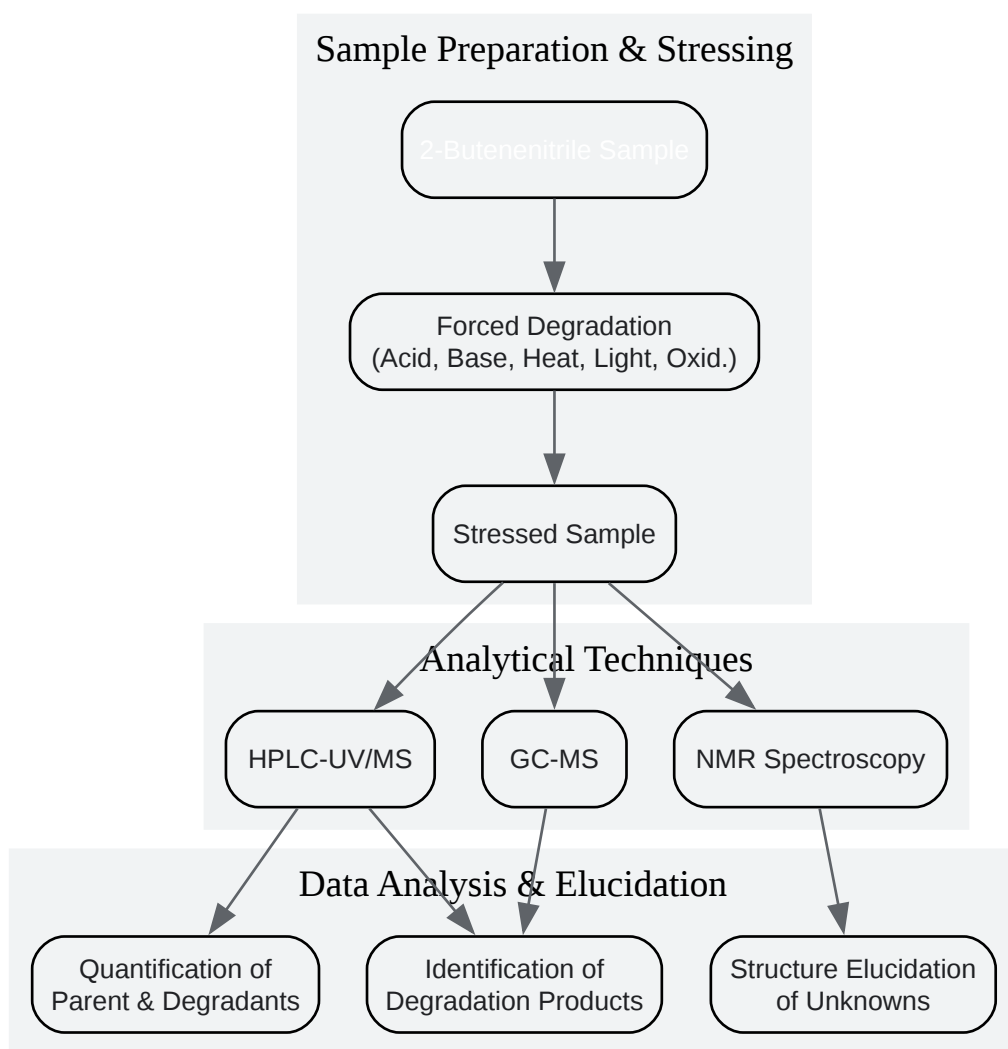 Sample Preparation & Stressing
2-Butenenitrile Sample
Forced Degradation
(Acid, Base, Heat, Light, Oxid.)
Stressed Sample
Analytical Techniques
HPLC-UV/MS
GC-MS
NMR Spectroscopy
Data Analysis & Elucidation
Quantification of
Parent & Degradants
Identification of
Degradation Products
Structure Elucidation
of Unknowns